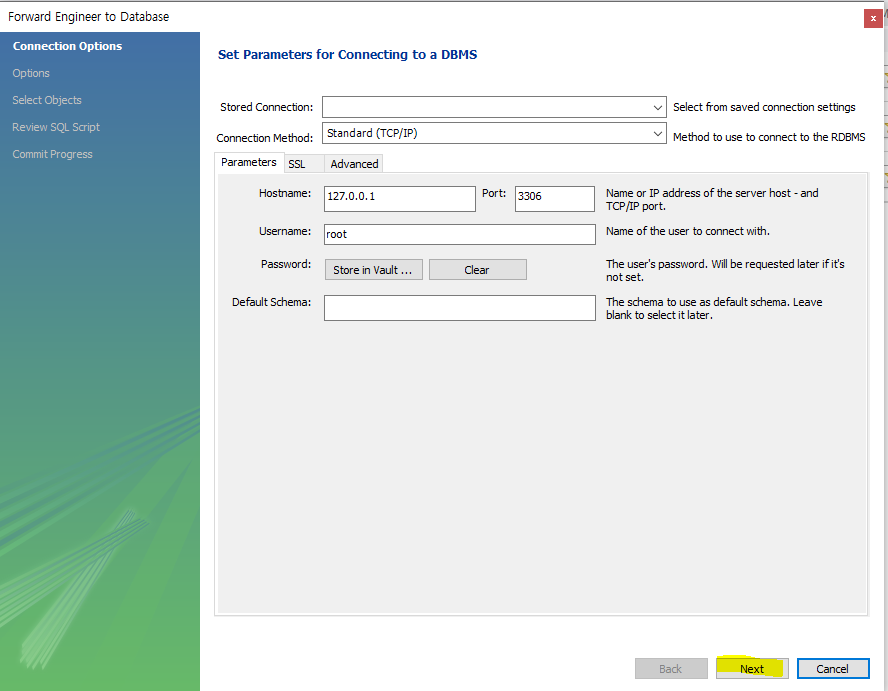 Forward Engineer to Database
x
Connection Options
Options
Select Objects
Review SQL Script
Commit Progress
Set Parameters for Connecting to a DBMS
Stored Connection:
Select from saved connection settings
Connection Method:
Standard (TCP/IP)
Method to use to connect to the RDBMS
Parameters
SSL
Advanced
Hostname:
127.0.0.1
Port:
3306
Name or IP address of the server host - and
TCP/IP port.
Username:
root
Name of the user to connect with.
Password:
Store in Vault ...
Clear
The user's password. Will be requested later if it's
not set.
Default Schema:
The schema to use as default schema. Leave
blank to select it later.
Back
Next
Cancel